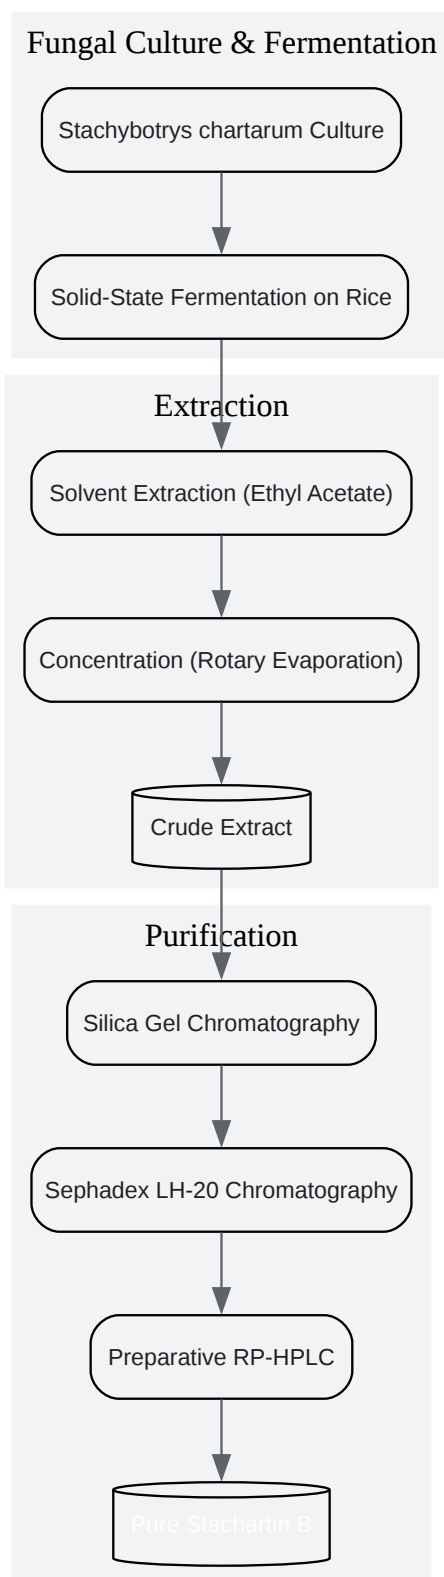 Fungal Culture & Fermentation
Stachybotrys chartarum Culture
Solid-State Fermentation on Rice
Extraction
Solvent Extraction (Ethyl Acetate)
Concentration (Rotary Evaporation)
Crude Extract
Purification
Silica Gel Chromatography
Sephadex LH-20 Chromatography
Preparative RP-HPLC
Pure Stachartin B